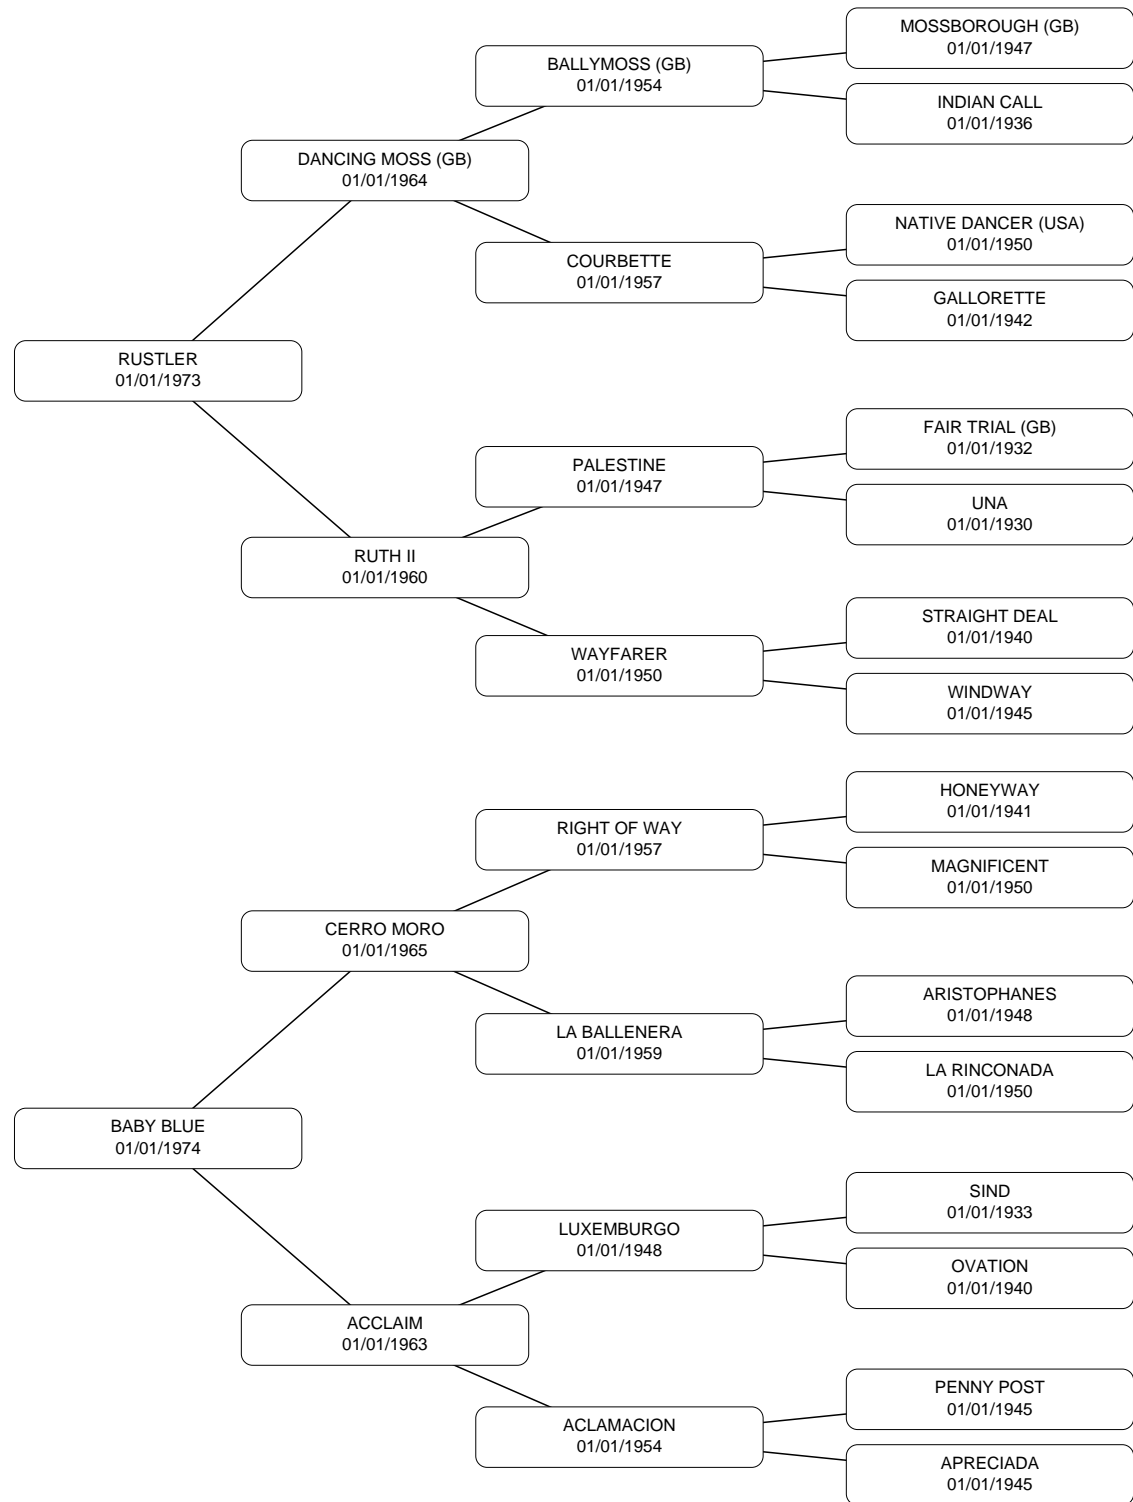 MOSSBOROUGH (GB)
01/01/1947
BALLYMOSS (GB)
01/01/1954
INDIAN CALL
01/01/1936
DANCING MOSS (GB)
01/01/1964
NATIVE DANCER (USA)
01/01/1950
COURBETTE
01/01/1957
GALLORETTE
01/01/1942
RUSTLER
01/01/1973
FAIR TRIAL (GB)
01/01/1932
PALESTINE
01/01/1947
UNA
01/01/1930
RUTH II
01/01/1960
STRAIGHT DEAL
01/01/1940
WAYFARER
01/01/1950
WINDWAY
01/01/1945
HONEYWAY
01/01/1941
RIGHT OF WAY
01/01/1957
MAGNIFICENT
01/01/1950
CERRO MORO
01/01/1965
ARISTOPHANES
01/01/1948
LA BALLENERA
01/01/1959
LA RINCONADA
01/01/1950
BABY BLUE
01/01/1974
SIND
01/01/1933
LUXEMBURGO
01/01/1948
OVATION
01/01/1940
ACCLAIM
01/01/1963
PENNY POST
01/01/1945
ACLAMACION
01/01/1954
APRECIADA
01/01/1945